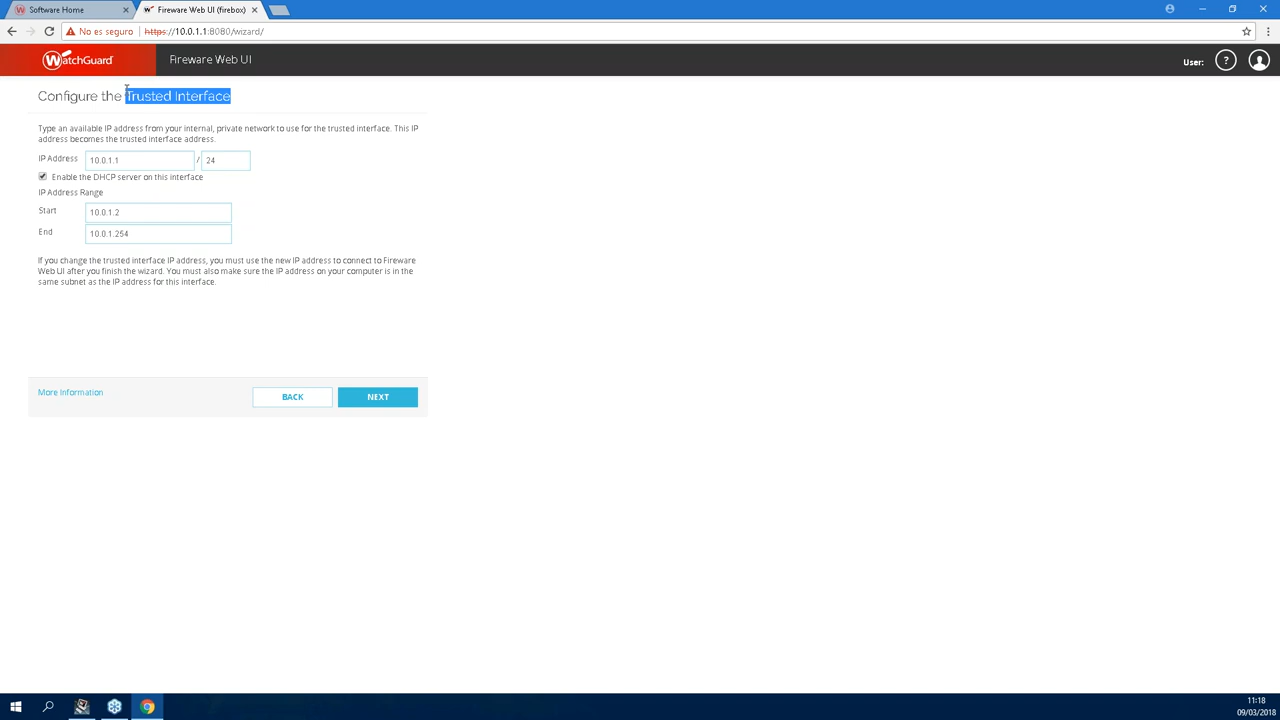 Software Home
Fireware Web UI (firebox)
No es seguro
https://10.0.1.1:8080/wizard/
WatchGuard
Fireware Web UI
User:
?
Configure the Trusted Interface
Type an available IP address from your internal, private network to use for the trusted interface. This IP
address becomes the trusted interface address.
IP Address
10.0.1.1
/
24
Enable the DHCP server on this interface
IP Address Range
Start
10.0.1.2
End
10.0.1.254
If you change the trusted interface IP address, you must use the new IP address to connect to Fireware
Web UI after you finish the wizard. You must also make sure the IP address on your computer is in the
same subnet as the IP address for this interface.
More Information
BACK
NEXT
11:18
09/03/2018